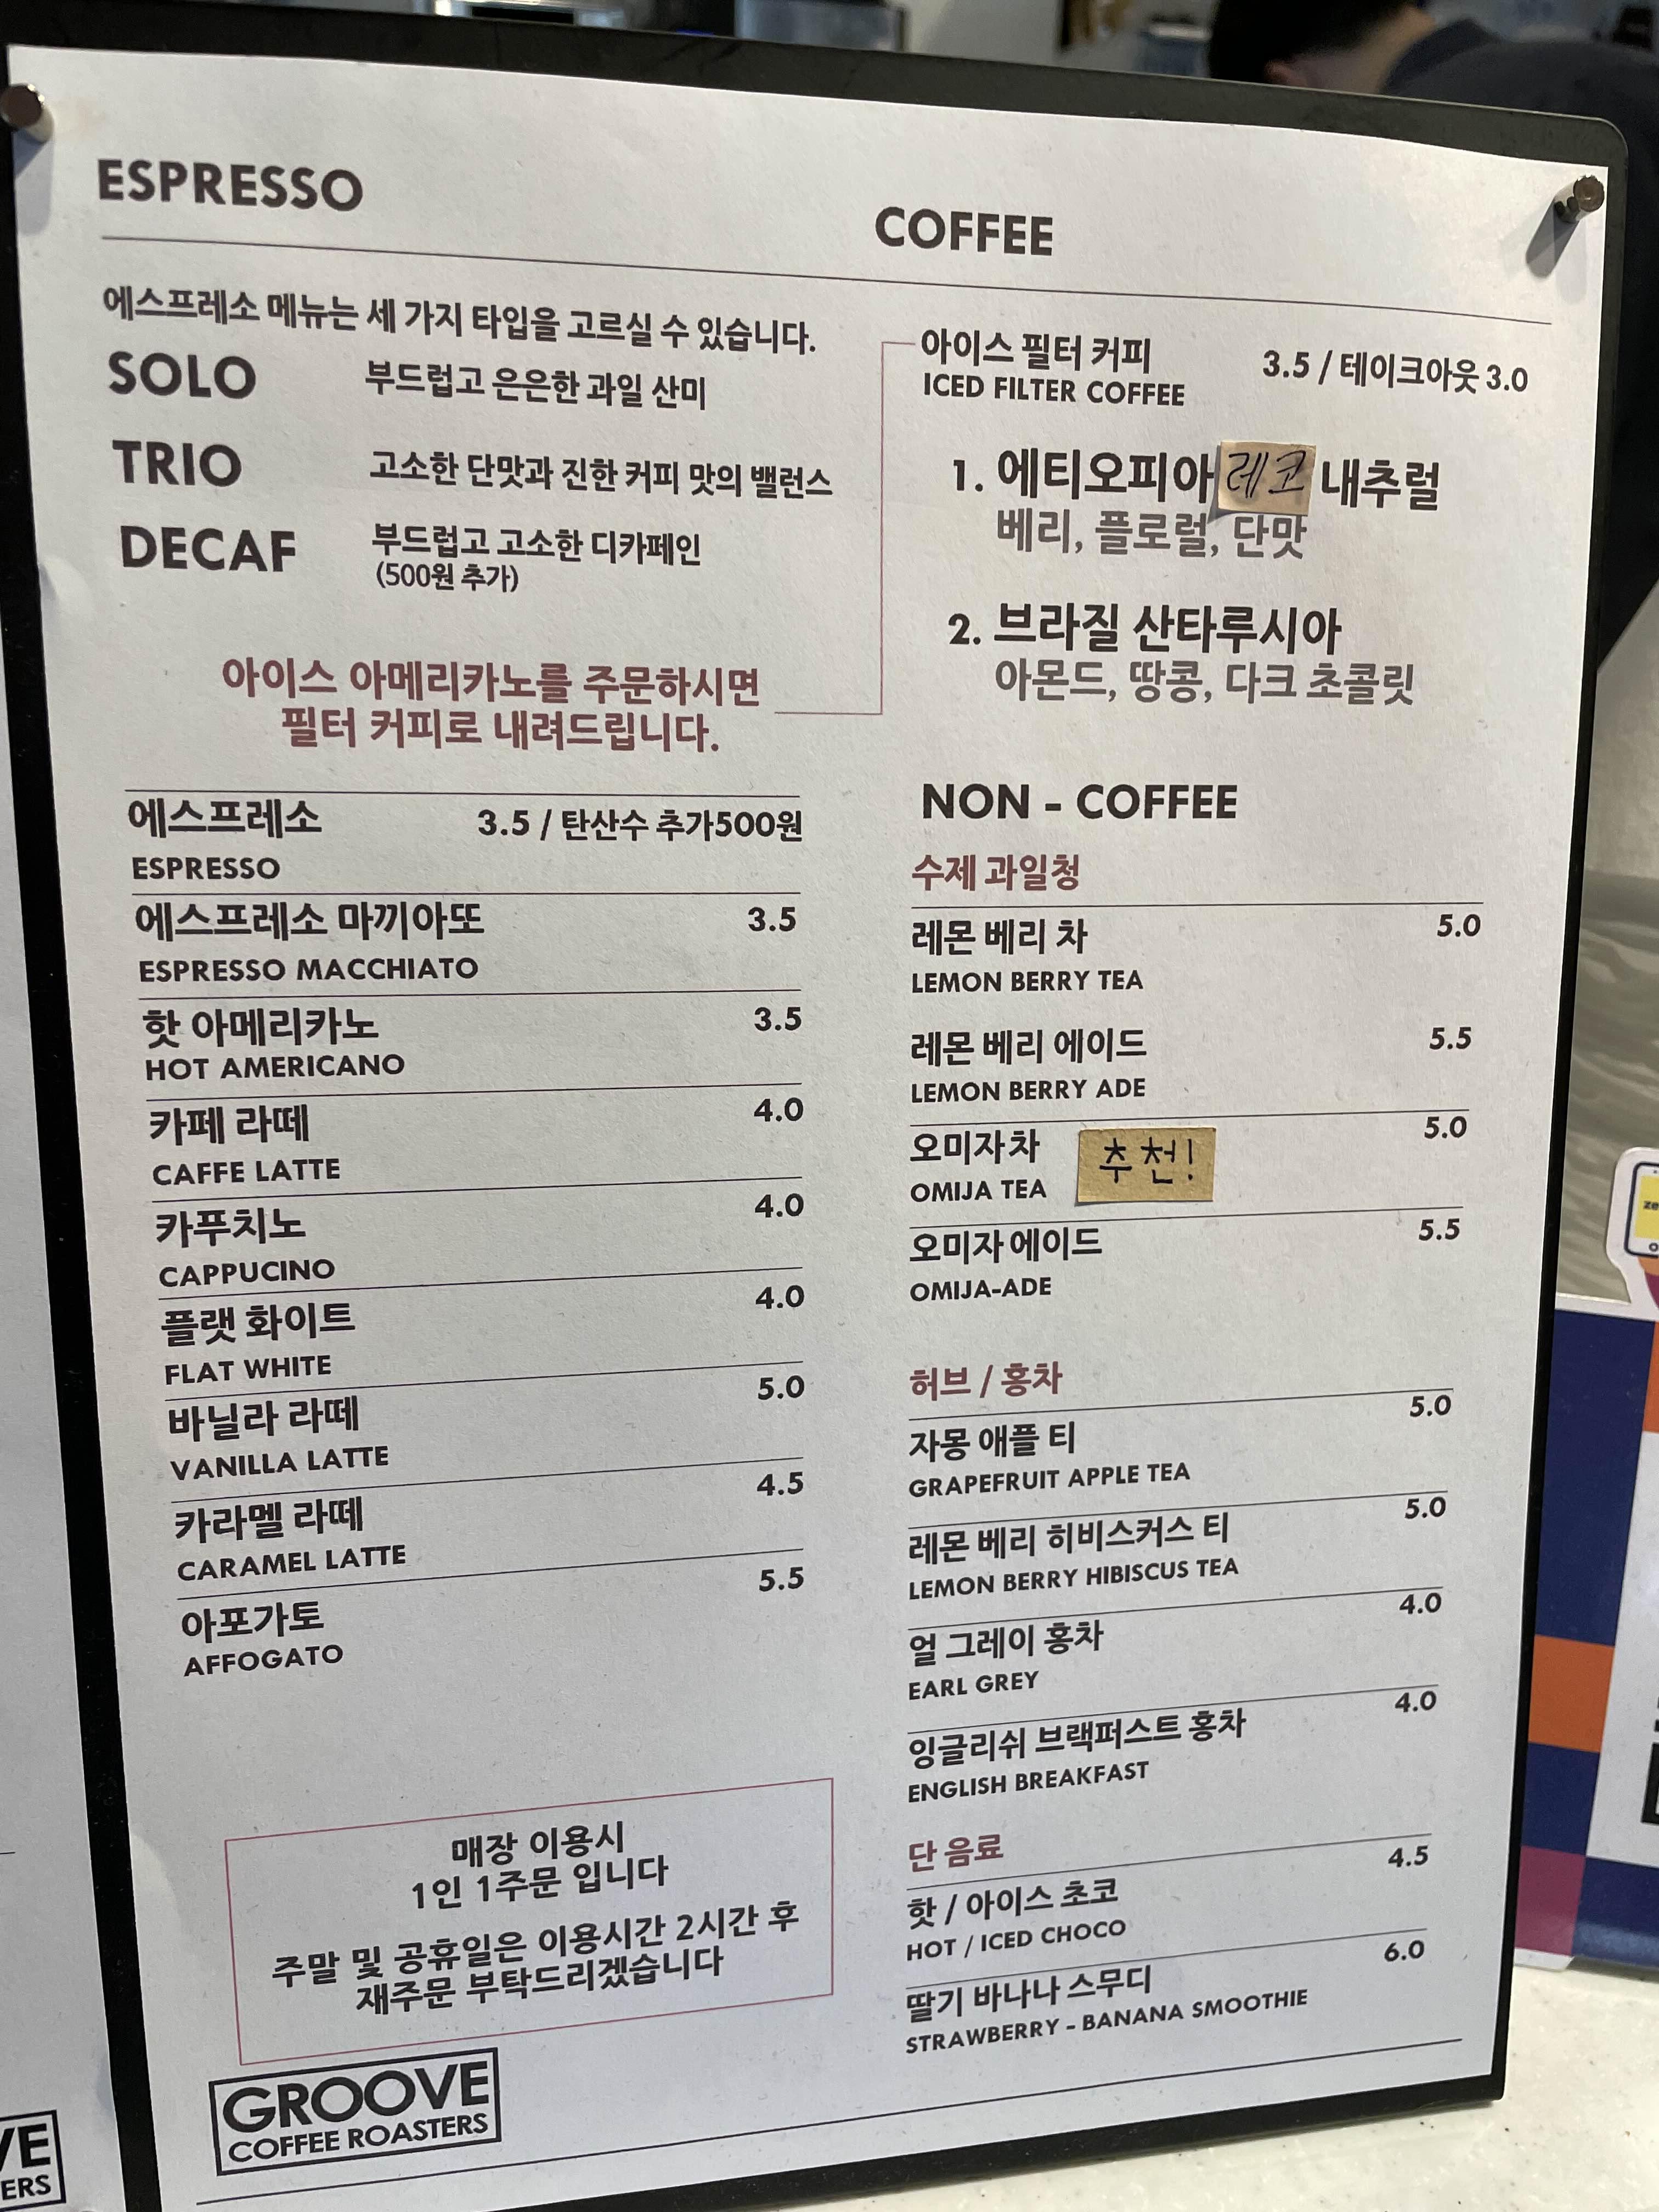 ESPRESSO
에스프레소 메뉴는 세 가지 타입을 고르실 수 있습니다.
SOLO 부드럽고 은은한 과일 산미
TRIO 고소한 단맛과 진한 커피 맛의 밸런스
DECAF 부드럽고 고소한 디카페인
(500원 추가)
아이스 아메리카노를 주문하시면
필터 커피로 내려드립니다.
에스프레소 3.5 / 탄산수 추가500원
ESPRESSO
에스프레소 마끼아또 3.5
ESPRESSO MACCHIATO
핫 아메리카노 3.5
HOT AMERICANO
카페 라떼 4.0
CAFFE LATTE
카푸치노 4.0
CAPPUCINO
플랫 화이트 4.0
FLAT WHITE
바닐라 라떼 5.0
VANILLA LATTE
카라멜 라떼 4.5
CARAMEL LATTE
아포가토 5.5
AFFOGATO
매장 이용시
1인 1주문 입니다
주말 및 공휴일은 이용시간 2시간 후
재주문 부탁드리겠습니다
GROOVE
COFFEE ROASTERS
COFFEE
아이스 필터 커피 3.5 / 테이크아웃 3.0
ICED FILTER COFFEE
1. 에티오피아 레코 내추럴
베리, 플로럴, 단맛
2. 브라질 산타루시아
아몬드, 땅콩, 다크 초콜릿
NON - COFFEE
수제 과일청
레몬 베리 차 5.0
LEMON BERRY TEA
레몬 베리 에이드 5.5
LEMON BERRY ADE
오미자차 추천! 5.0
OMIJA TEA
오미자 에이드 5.5
OMIJA-ADE
허브 / 홍차
자몽 애플 티 5.0
GRAPEFRUIT APPLE TEA
레몬 베리 히비스커스 티 5.0
LEMON BERRY HIBISCUS TEA
얼 그레이 홍차 4.0
EARL GREY
잉글리쉬 브랙퍼스트 홍차 4.0
ENGLISH BREAKFAST
단 음료
핫 / 아이스 초코 4.5
HOT / ICED CHOCO
딸기 바나나 스무디 6.0
STRAWBERRY - BANANA SMOOTHIE
VE
ERS